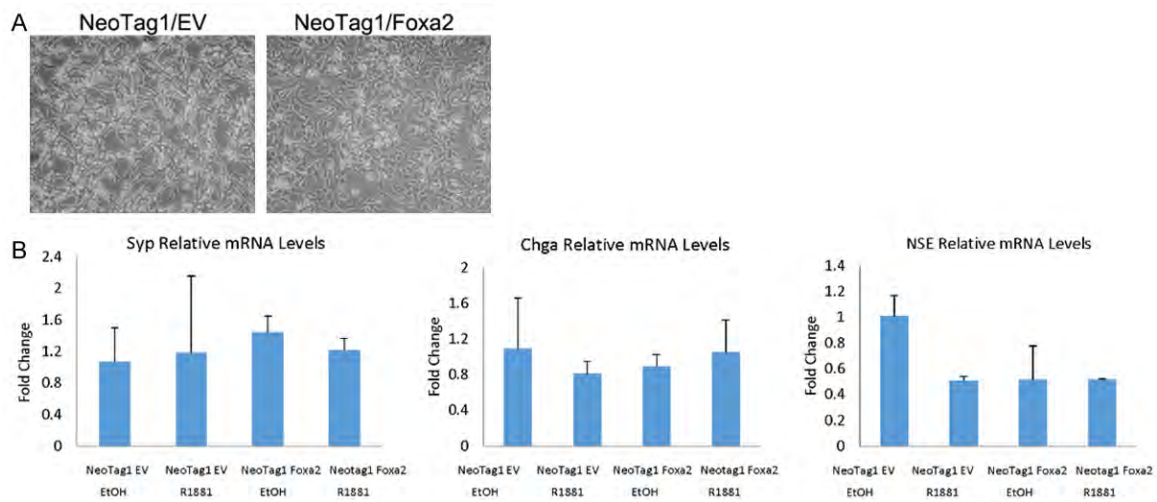 A
NeoTag1/EV
NeoTag1/Foxa2
B
Syp Relative mRNA Levels
Fold Change
2.4
2
1.6
1.2
0.8
0.4
0
NeoTag1 EV NeoTag1 EV NeoTag1 Foxa2 Neotag1 Foxa2
EtOH R1881 EtOH R1881
Chga Relative mRNA Levels
Fold Change
2
1.6
1.2
0.8
0.4
0
NeoTag1 EV NeoTag1 EV NeoTag1 Foxa2 Neotag1 Foxa2
EtOH R1881 EtOH R1881
NSE Relative mRNA Levels
Fold Change
1.4
1.2
1
0.8
0.6
0.4
0.2
0
NeoTag1 EV NeoTag1 EV NeoTag1 Foxa2 Neotag1 Foxa2
EtOH R1881 EtOH R1881